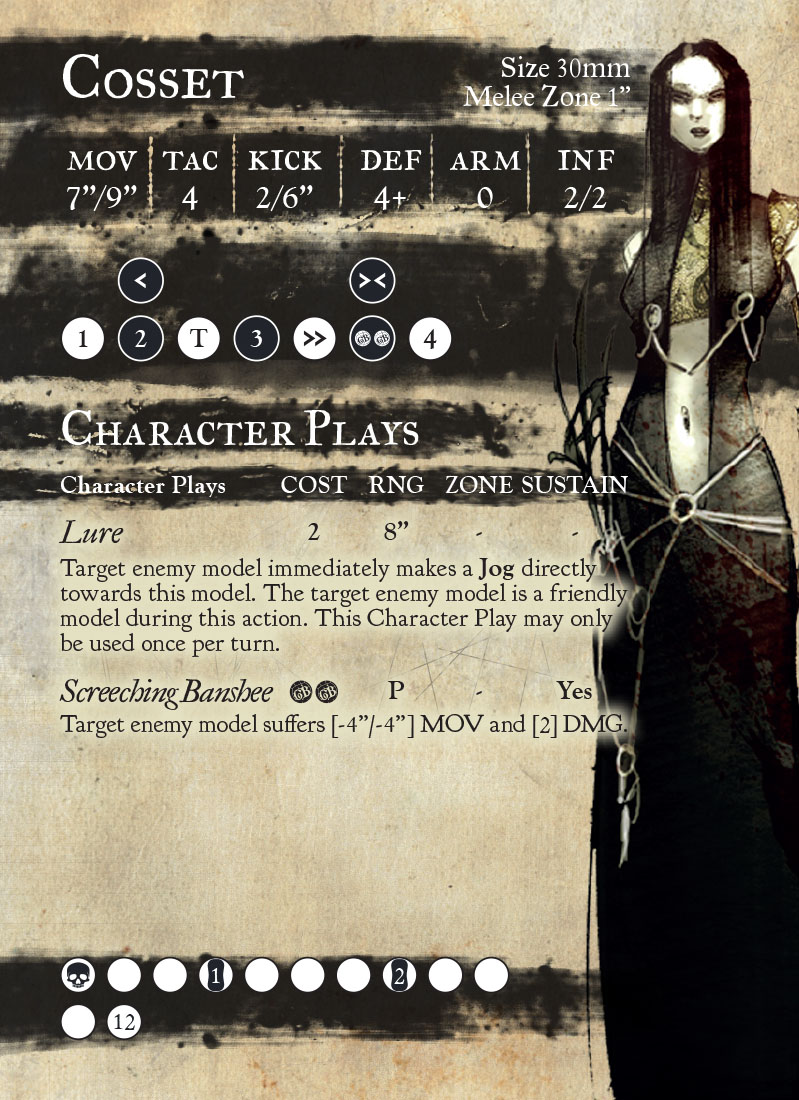 Cosset
Size 30mm
Melee Zone 1”
MOV TAC KICK DEF ARM INF
7”/9” 4 2/6” 4+ 0 2/2
< ><
1 2 T 3 >> GB GB 4
Character Plays
Character Plays COST RNG ZONE SUSTAIN
Lure 2 8” - -
Target enemy model immediately makes a Jog directly
towards this model. The target enemy model is a friendly
model during this action. This Character Play may only
be used once per turn.
Screeching Banshee GB GB P - Yes
Target enemy model suffers [-4”/-4”] MOV and [2] DMG.
1 2
12